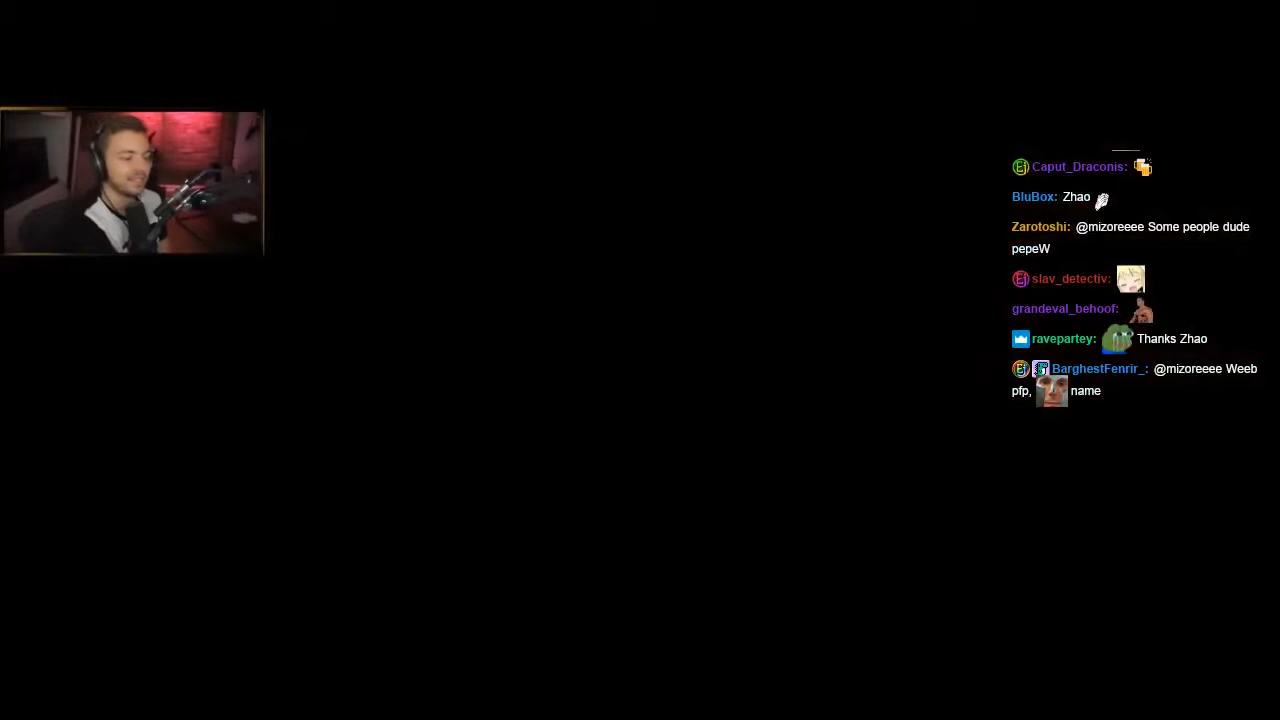 Caput_Draconis:
BluBox: Zhao
Zarotoshi: @mizoreeee Some people dude
pepeW
slav_detectiv:
grandeval_behoof:
ravepartey: Thanks Zhao
BarghestFenrir_: @mizoreeee Weeb
pfp, name